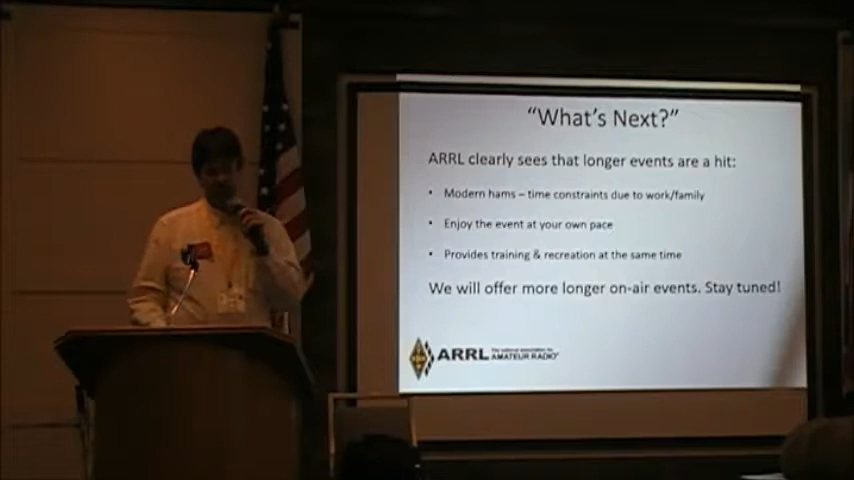 “What’s Next?”
ARRL clearly sees that longer events are a hit:
• Modern hams – time constraints due to work/family
• Enjoy the event at your own pace
• Provides training & recreation at the same time
We will offer more longer on-air events. Stay tuned!
ARRL The national association for
AMATEUR RADIO®